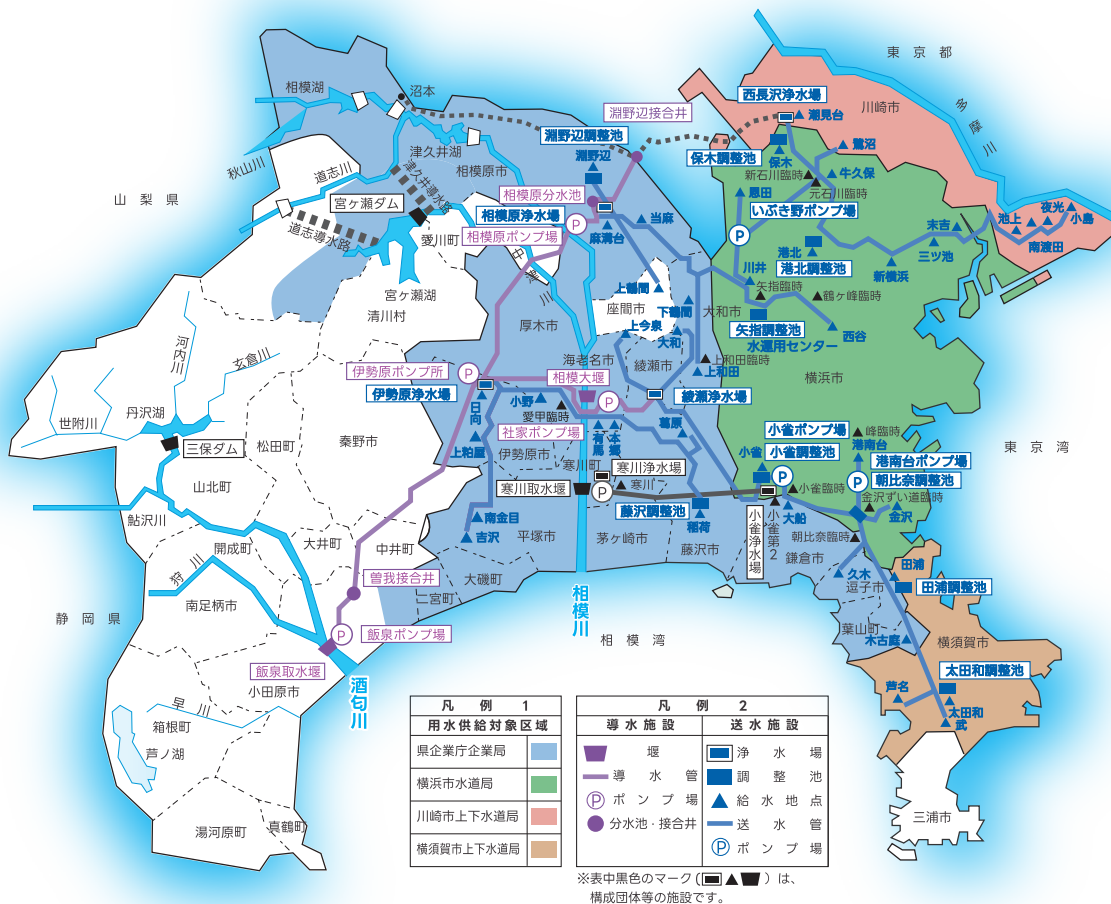 東京都
多摩川
山梨県
静岡県
東京湾
相模湾
相模湖
沼本
秋山川
道志川
津久井湖
津久井導水路
相模原市
宮ヶ瀬ダム
道志導水路
愛川町
宮ヶ瀬湖
清川村
中津川
淵野辺接合井
淵野辺調整池
淵野辺
相模原分水池
相模原浄水場
相模原ポンプ場
麻溝台
当麻
上鶴間
西長沢浄水場
潮見台
川崎市
保木調整池
保木
鷺沼
新石川臨時
元石川臨時
牛久保
恩田
いぶき野ポンプ場
末吉
池上
夜光
小島
南渡田
港北
港北調整池
三ツ池
新横浜
川井
矢指臨時
鶴ヶ峰臨時
矢指調整池
水運用センター
西谷
横浜市
座間市
下鶴間
大和市
上今泉
大和
厚木市
海老名市
綾瀬市
上和田臨時
上和田
河内川
玄倉川
世附川
丹沢湖
三保ダム
山北町
松田町
秦野市
伊勢原ポンプ所
伊勢原浄水場
日向
小野
愛甲臨時
相模大堰
社家ポンプ場
綾瀬浄水場
有馬
本郷
葛原
上粕屋
伊勢原市
寒川町
寒川浄水場
寒川取水堰
寒川
藤沢調整池
稲荷
小雀ポンプ場
小雀
小雀調整池
峰臨時
港南台
港南台ポンプ場
朝比奈調整池
小雀臨時
金沢ずい道臨時
大船
金沢
小雀浄水場
小雀第2
朝比奈臨時
鎌倉市
南金目
吉沢
平塚市
茅ヶ崎市
藤沢市
鮎沢川
開成町
大井町
中井町
狩川
南足柄市
曽我接合井
大磯町
二宮町
飯泉ポンプ場
飯泉取水堰
小田原市
酒匂川
相模川
早川
箱根町
芦ノ湖
湯河原町
真鶴町
久木
逗子市
葉山町
木古庭
田浦
田浦調整池
横須賀市
太田和調整池
芦名
太田和
武
三浦市
凡例1
用水供給対象区域
県企業庁企業局
横浜市水道局
川崎市上下水道局
横須賀市上下水道局
凡例2
導水施設 送水施設
堰 浄水場
導水管 調整池
P ポンプ場 給水地点
分水池・接合井 送水管
P ポンプ場
※表中黒色のマーク( ▲ )は、
構成団体等の施設です。